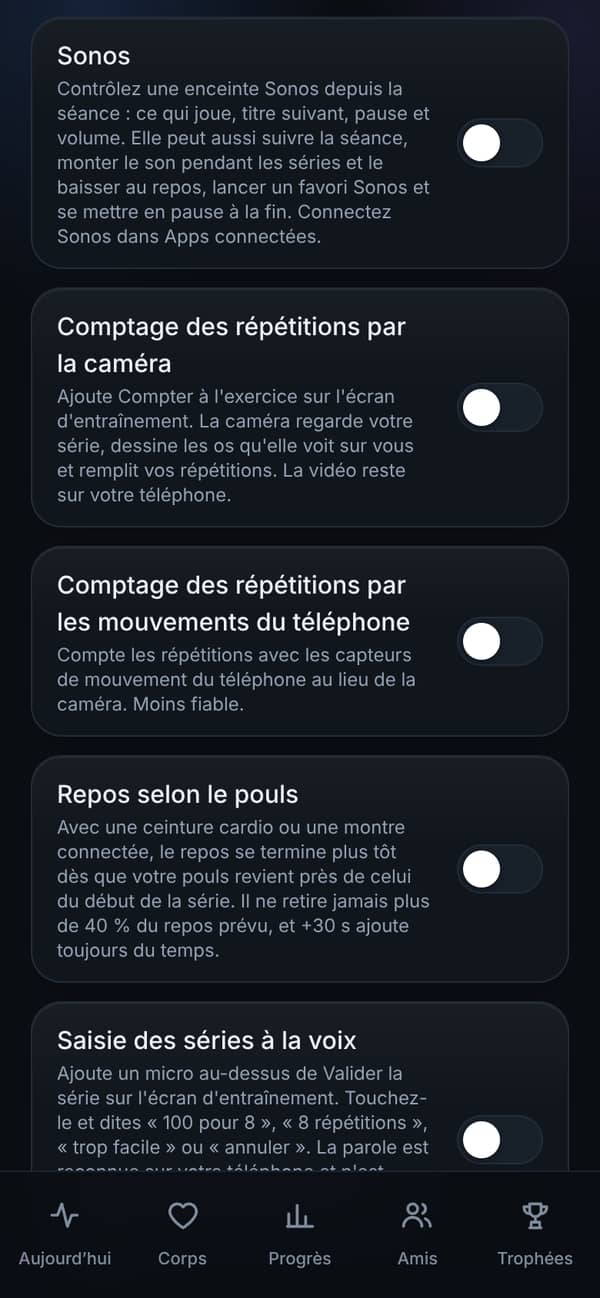 Sonos
Contrôlez une enceinte Sonos depuis la
séance : ce qui joue, titre suivant, pause et
volume. Elle peut aussi suivre la séance,
monter le son pendant les séries et le
baisser au repos, lancer un favori Sonos et
se mettre en pause à la fin. Connectez
Sonos dans Apps connectées.
Comptage des répétitions par
la caméra
Ajoute Compter à l'exercice sur l'écran
d'entraînement. La caméra regarde votre
série, dessine les os qu'elle voit sur vous
et remplit vos répétitions. La vidéo reste
sur votre téléphone.
Comptage des répétitions par
les mouvements du téléphone
Compte les répétitions avec les capteurs
de mouvement du téléphone au lieu de la
caméra. Moins fiable.
Repos selon le pouls
Avec une ceinture cardio ou une montre
connectée, le repos se termine plus tôt
dès que votre pouls revient près de celui
du début de la série. Il ne retire jamais plus
de 40 % du repos prévu, et +30 s ajoute
toujours du temps.
Saisie des séries à la voix
Ajoute un micro au-dessus de Valider la
série sur l'écran d'entraînement. Touchez-
le et dites « 100 pour 8 », « 8 répétitions »,
« trop facile » ou « annuler ». La parole est
Aujourd’hui
Corps
Progrès
Amis
Trophées